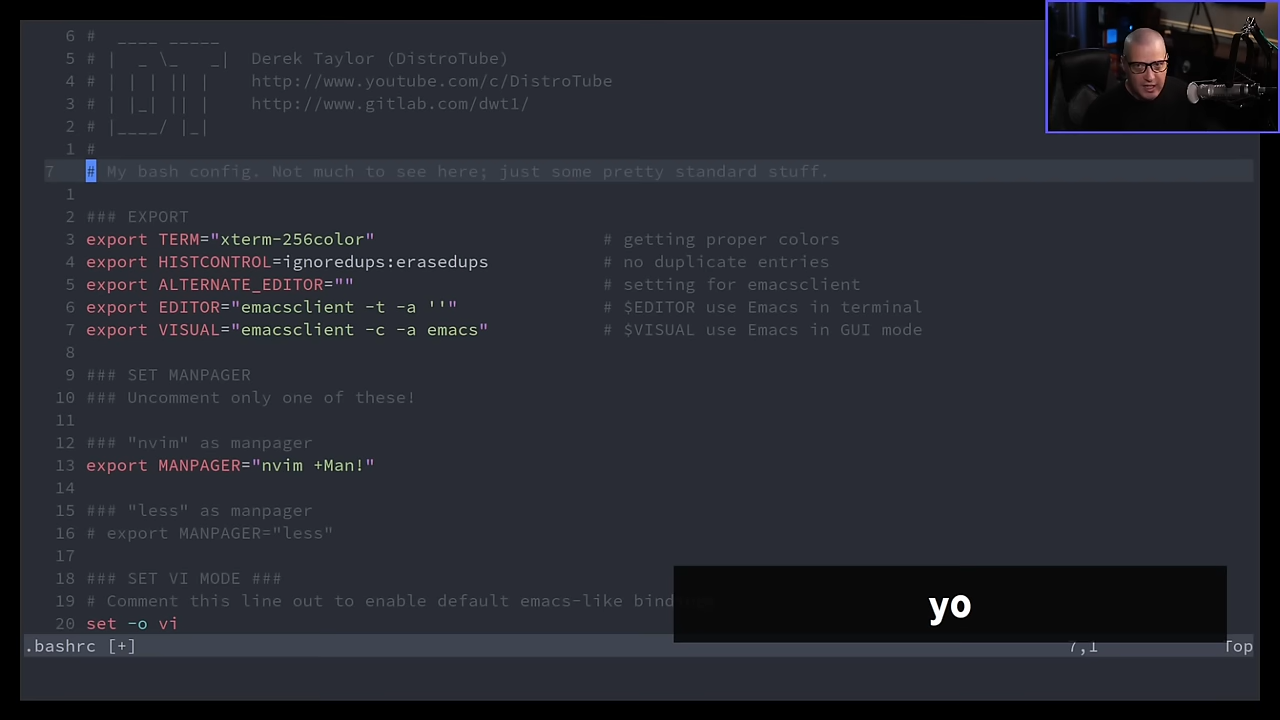 6 #  ____ _____
5 # |  _ \_   _|  Derek Taylor (DistroTube)
4 # | | | || |    http://www.youtube.com/c/DistroTube
3 # | |_| || |    http://www.gitlab.com/dwt1/
2 # |____/ |_|
1 #
7 # My bash config. Not much to see here; just some pretty standard stuff.
1
2 ### EXPORT
3 export TERM="xterm-256color" # getting proper colors
4 export HISTCONTROL=ignoredups:erasedups # no duplicate entries
5 export ALTERNATE_EDITOR="" # setting for emacsclient
6 export EDITOR="emacsclient -t -a ''" # $EDITOR use Emacs in terminal
7 export VISUAL="emacsclient -c -a emacs" # $VISUAL use Emacs in GUI mode
8
9 ### SET MANPAGER
10 ### Uncomment only one of these!
11
12 ### "nvim" as manpager
13 export MANPAGER="nvim +Man!"
14
15 ### "less" as manpager
16 # export MANPAGER="less"
17
18 ### SET VI MODE ###
19 # Comment this line out to enable default emacs-like bind
20 set -o vi
yo
.bashrc [+] 7,1 Top